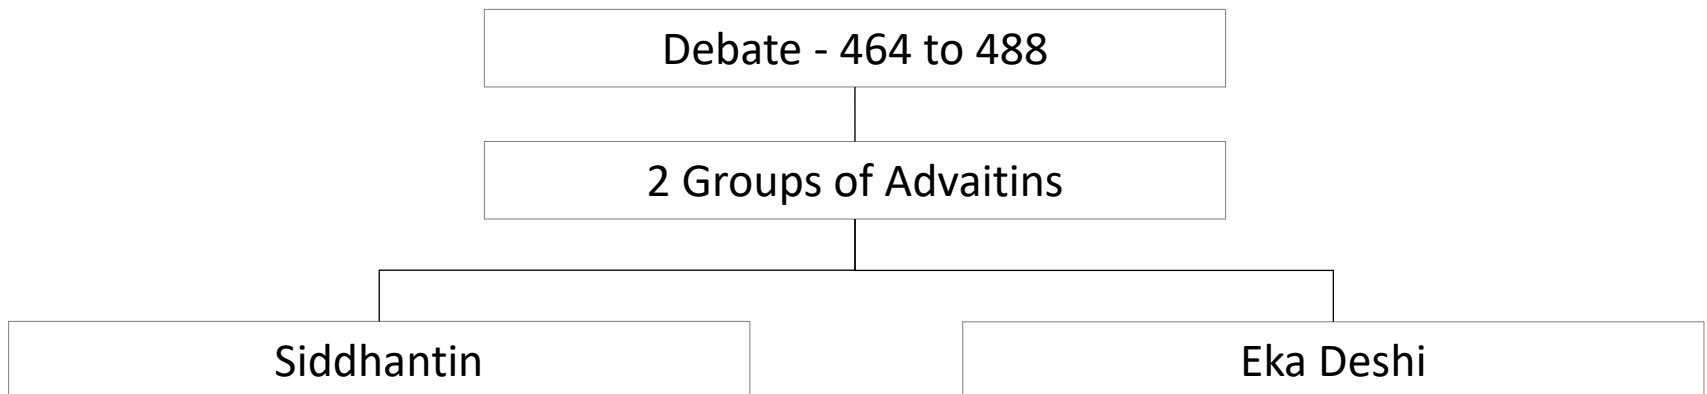 Debate - 464 to 488
2 Groups of Advaitins
Siddhantin
Eka Deshi